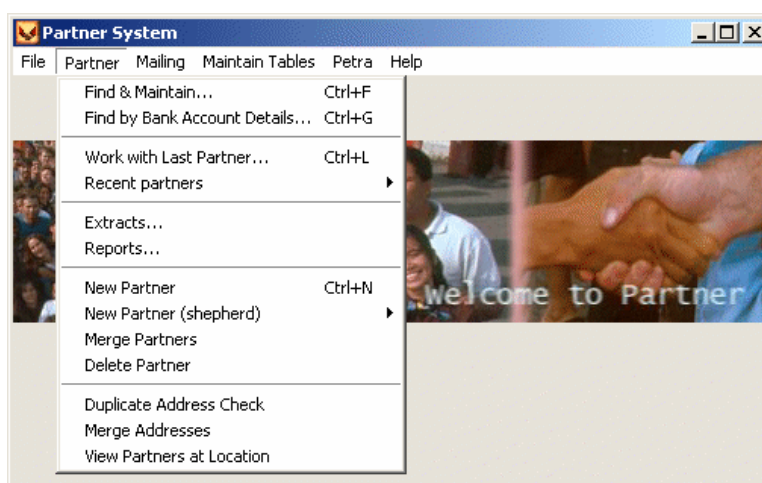 Partner System
File Partner Mailing Maintain Tables Petra Help
Find & Maintain... Ctrl+F
Find by Bank Account Details... Ctrl+G
Work with Last Partner... Ctrl+L
Recent partners
Extracts...
Reports...
New Partner Ctrl+N
New Partner (shepherd)
Merge Partners
Delete Partner
Duplicate Address Check
Merge Addresses
View Partners at Location
Welcome to Partner